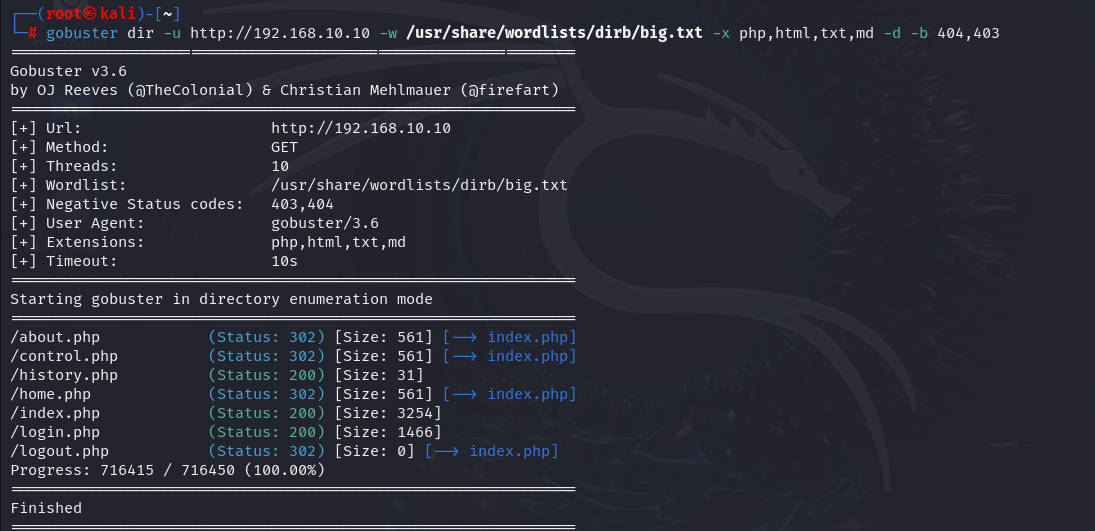 ┌──(root㉿kali)-[~]
└─# gobuster dir -u http://192.168.10.10 -w /usr/share/wordlists/dirb/big.txt -x php,html,txt,md -d -b 404,403
===============================================================
Gobuster v3.6
by OJ Reeves (@TheColonial) & Christian Mehlmauer (@firefart)
===============================================================
[+] Url:                     http://192.168.10.10
[+] Method:                  GET
[+] Threads:                 10
[+] Wordlist:                /usr/share/wordlists/dirb/big.txt
[+] Negative Status codes:   403,404
[+] User Agent:              gobuster/3.6
[+] Extensions:              php,html,txt,md
[+] Timeout:                 10s
===============================================================
Starting gobuster in directory enumeration mode
===============================================================
/about.php            (Status: 302) [Size: 561] [--> index.php]
/control.php          (Status: 302) [Size: 561] [--> index.php]
/history.php          (Status: 200) [Size: 31]
/home.php             (Status: 302) [Size: 561] [--> index.php]
/index.php            (Status: 200) [Size: 3254]
/login.php            (Status: 200) [Size: 1466]
/logout.php           (Status: 302) [Size: 0] [--> index.php]
Progress: 716415 / 716450 (100.00%)
===============================================================
Finished
===============================================================